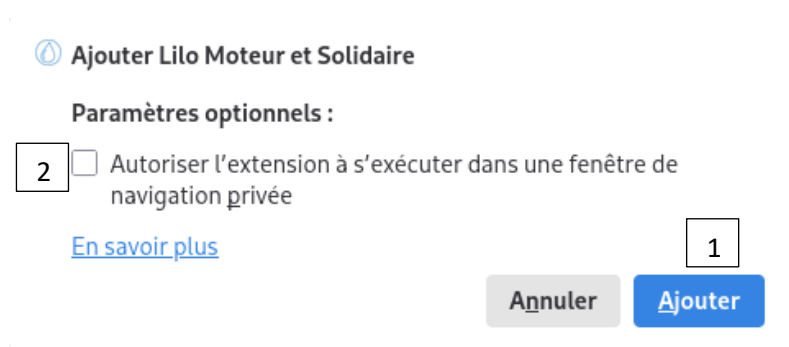 Ajouter Lilo Moteur et Solidaire
Paramètres optionnels :
2
Autoriser l'extension à s'exécuter dans une fenêtre de
navigation privée
En savoir plus
1
Annuler
Ajouter